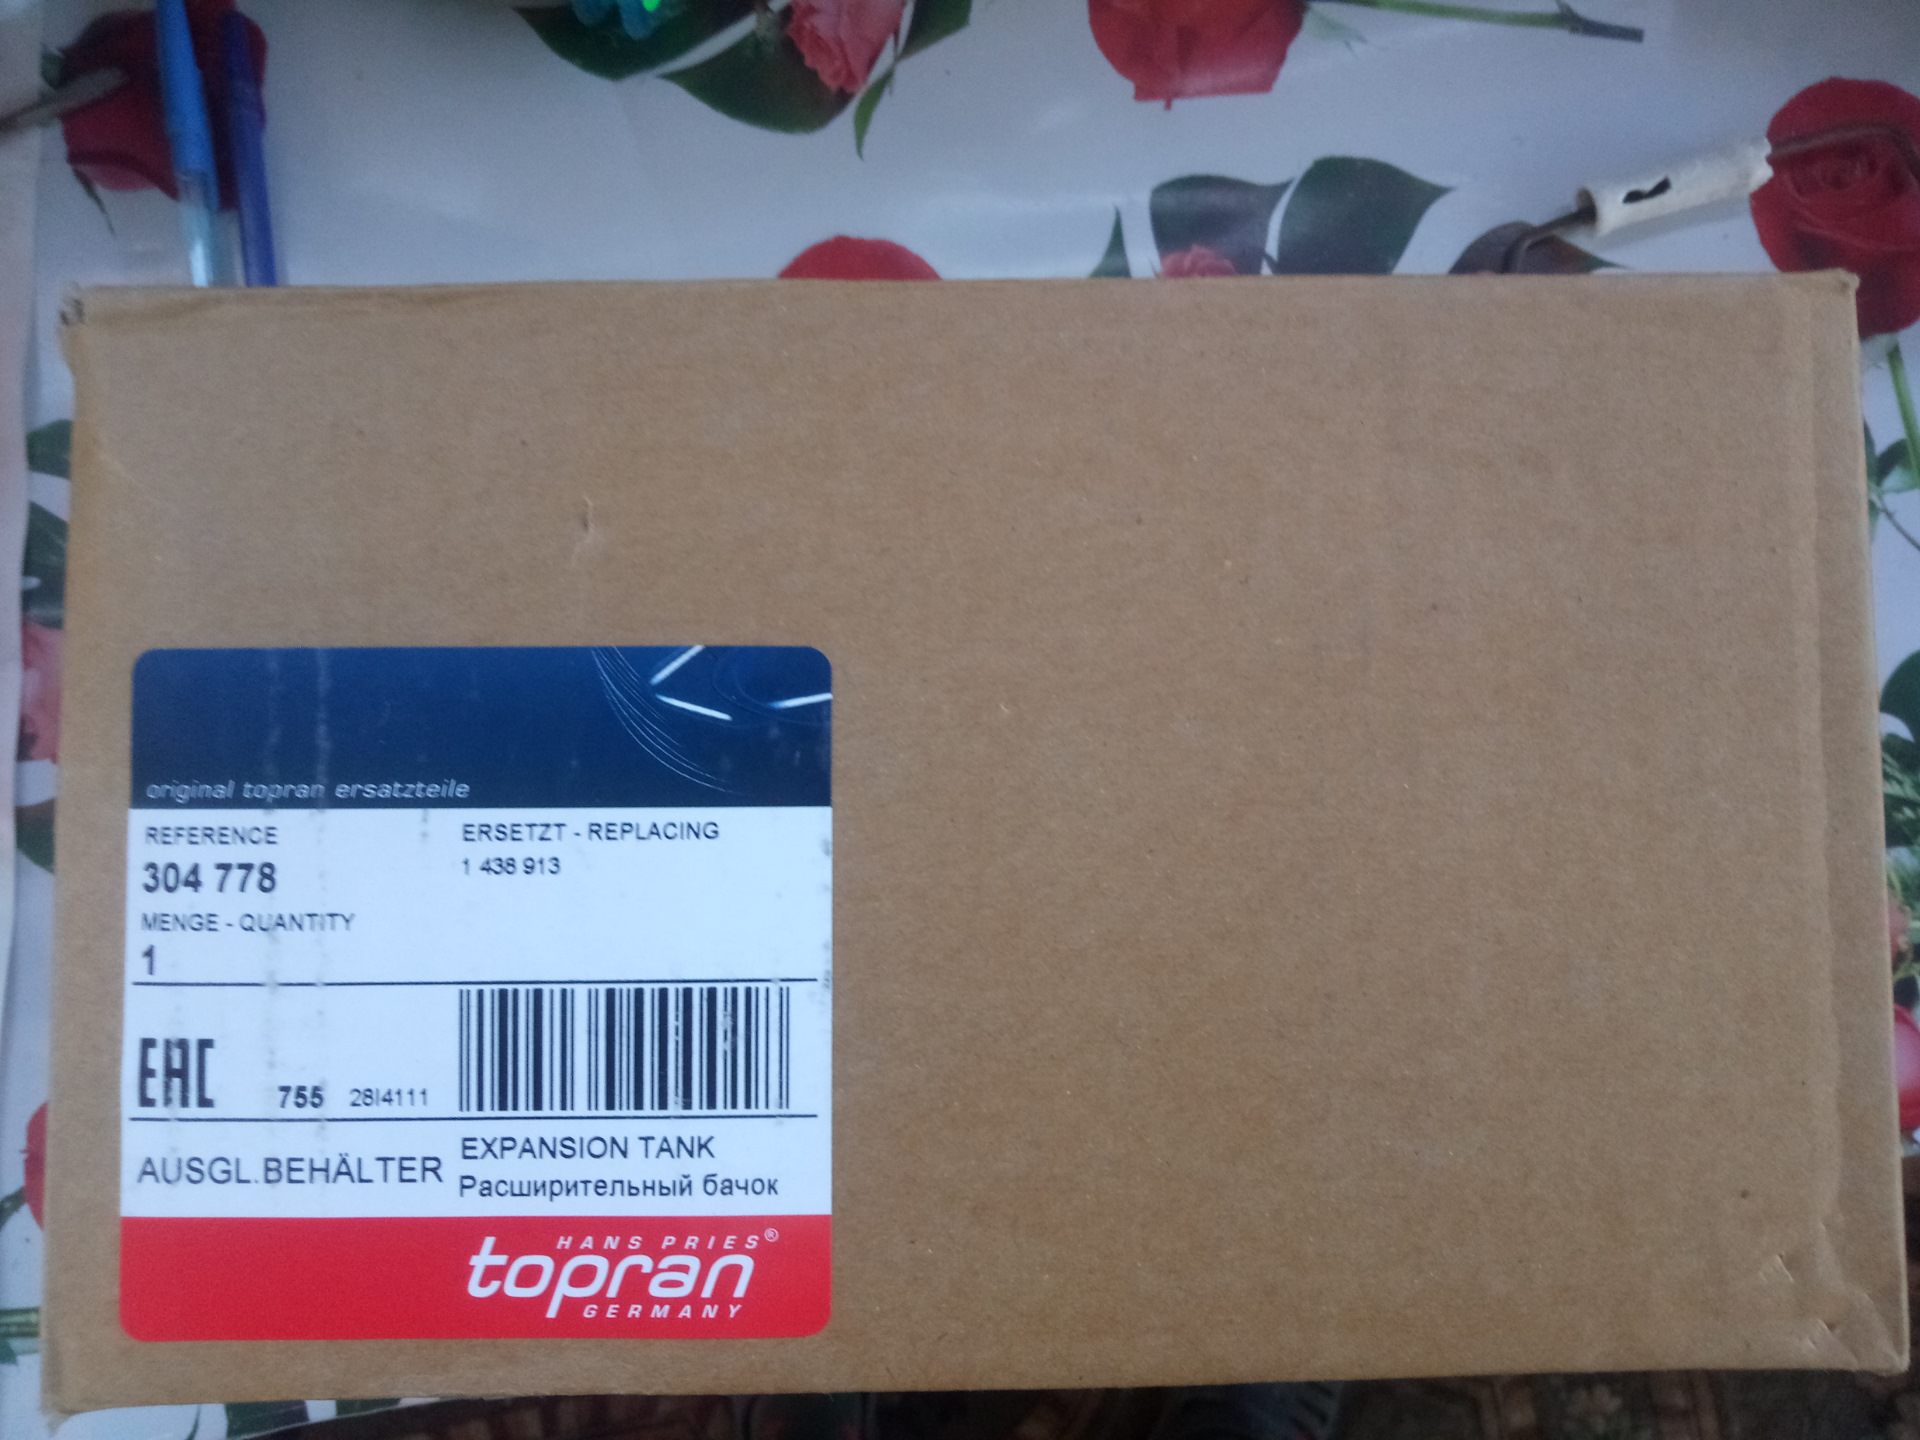 original topran ersatzteile
REFERENCE
304 778
ERSETZT - REPLACING
1 438 913
MENGE - QUANTITY
1
EAC
755 28I4111
AUSGL.BEHÄLTER
EXPANSION TANK
Расширительный бачок
HANS PRIES®
topran
GERMANY